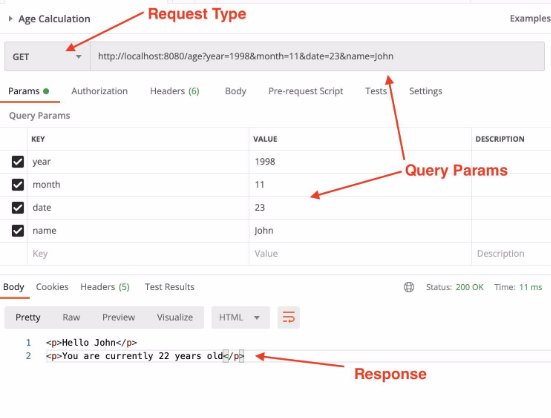 Request Type
Age Calculation Examples
GET http://localhost:8080/age?year=1998&month=11&date=23&name=John
Params Authorization Headers (6) Body Pre-request Script Tests Settings
Query Params
KEY VALUE DESCRIPTION
year 1998
month 11
Query Params
date 23
name John
Key Value Description
Body Cookies Headers (5) Test Results Status: 200 OK Time: 11 ms
Pretty Raw Preview Visualize HTML
1 <p>Hello John</p>
2 <p>You are currently 22 years old</p>
Response